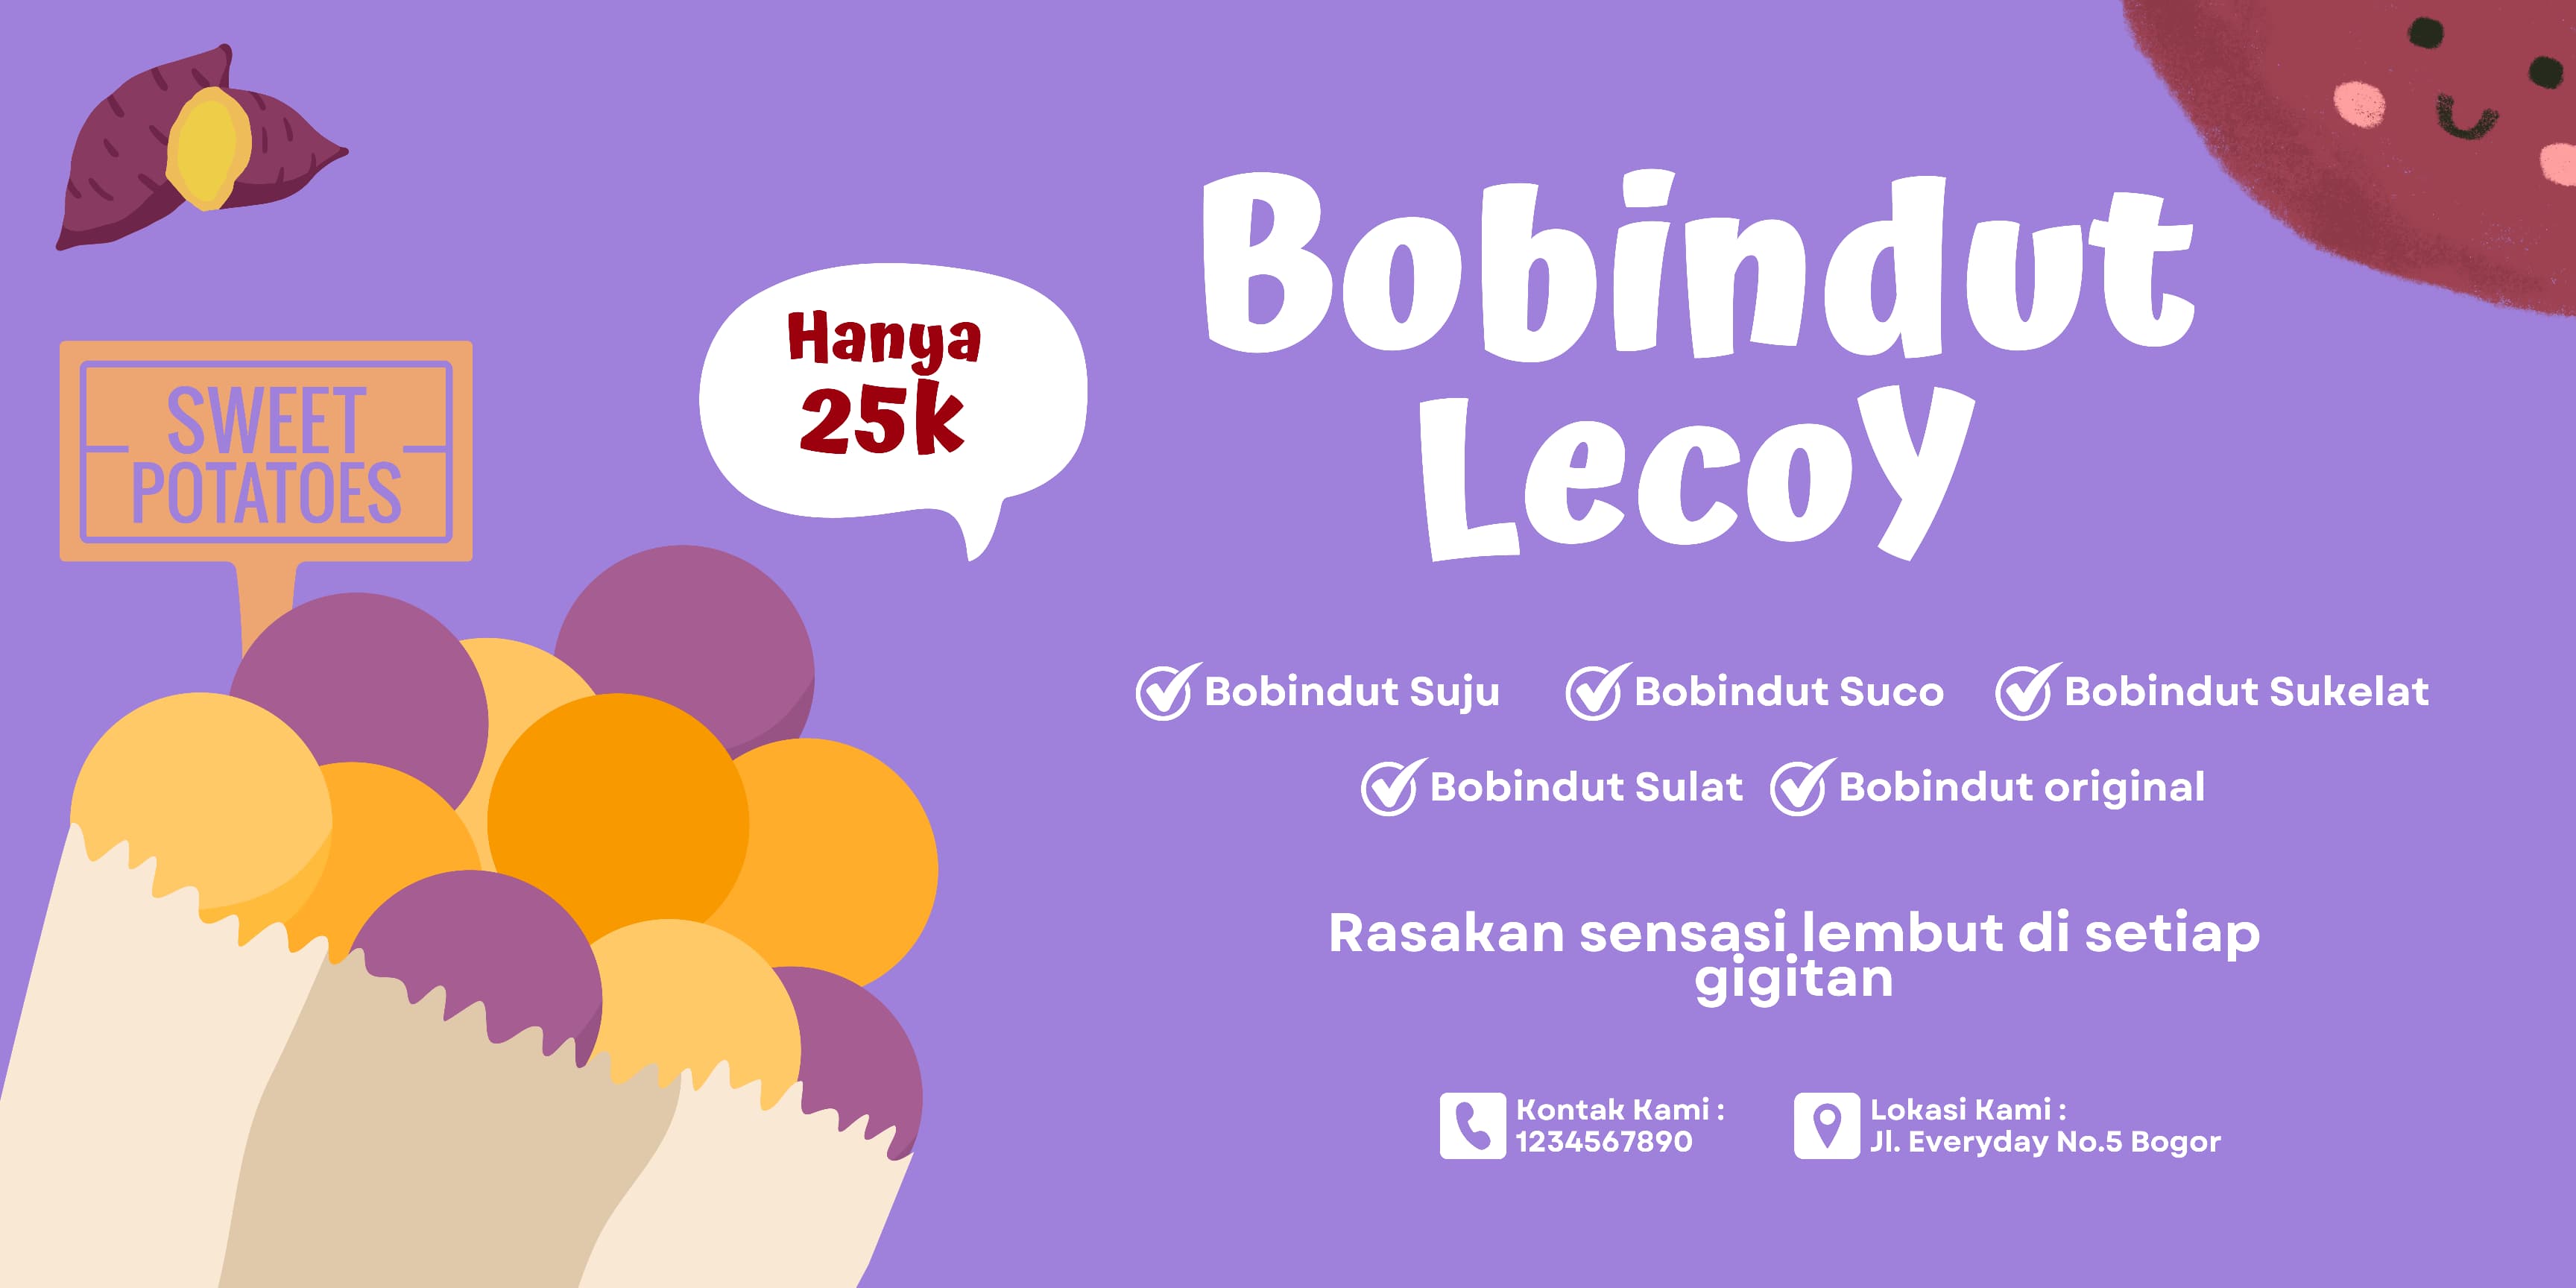 Bobindut
Lecoy
Hanya
25k
SWEET
POTATOES
Bobindut Suju
Bobindut Suco
Bobindut Sukelat
Bobindut Sulat
Bobindut original
Rasakan sensasi lembut di setiap
gigitan
Kontak Kami :
1234567890
Lokasi Kami :
Jl. Everyday No.5 Bogor